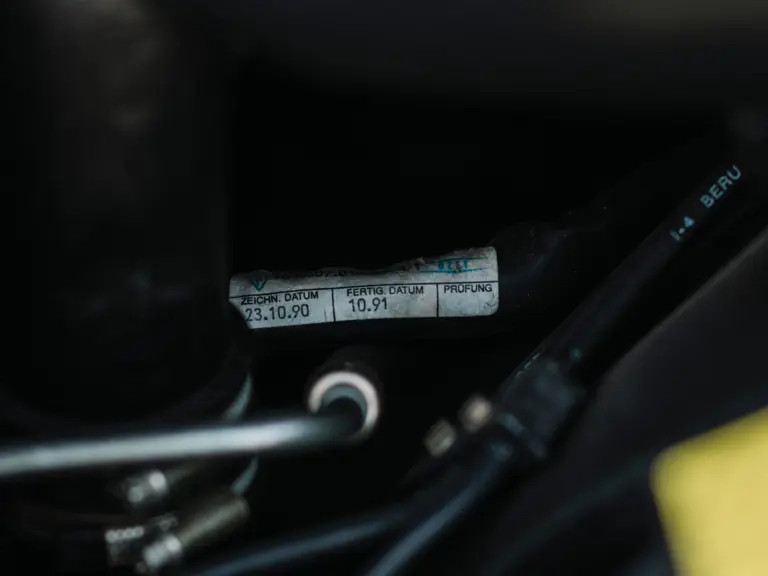 ZEICHN. DATUM FERTIG. DATUM PRÜFUNG
23.10.90 10.91
1-4 BERU